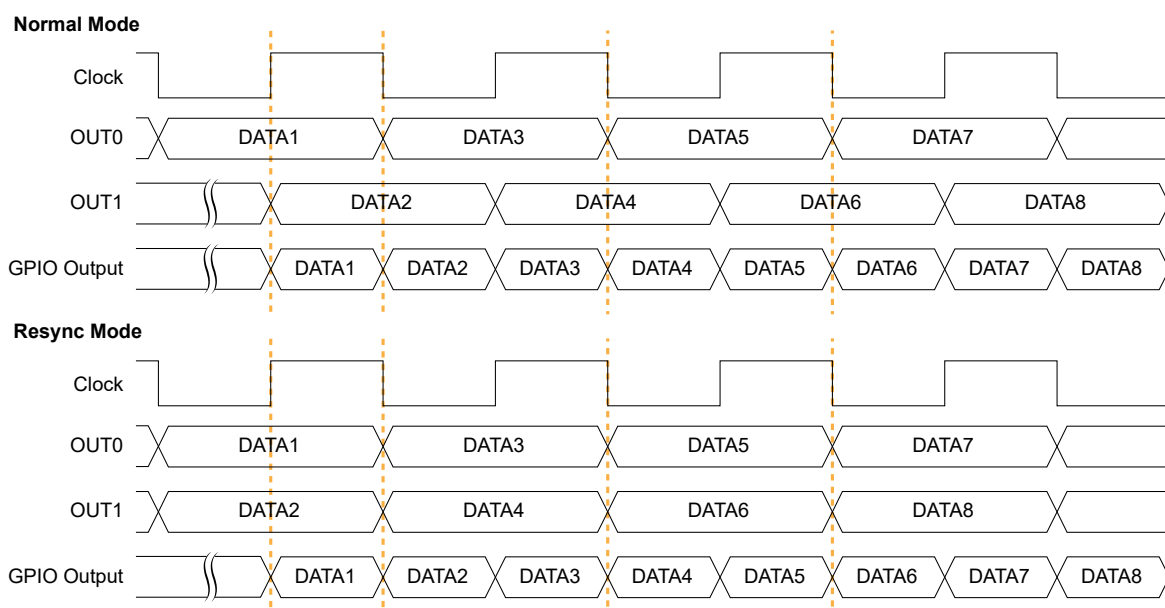 Normal Mode
Clock
OUT0 DATA1 DATA3 DATA5 DATA7
OUT1 DATA2 DATA4 DATA6 DATA8
GPIO Output DATA1 DATA2 DATA3 DATA4 DATA5 DATA6 DATA7 DATA8
Resync Mode
Clock
OUT0 DATA1 DATA3 DATA5 DATA7
OUT1 DATA2 DATA4 DATA6 DATA8
GPIO Output DATA1 DATA2 DATA3 DATA4 DATA5 DATA6 DATA7 DATA8